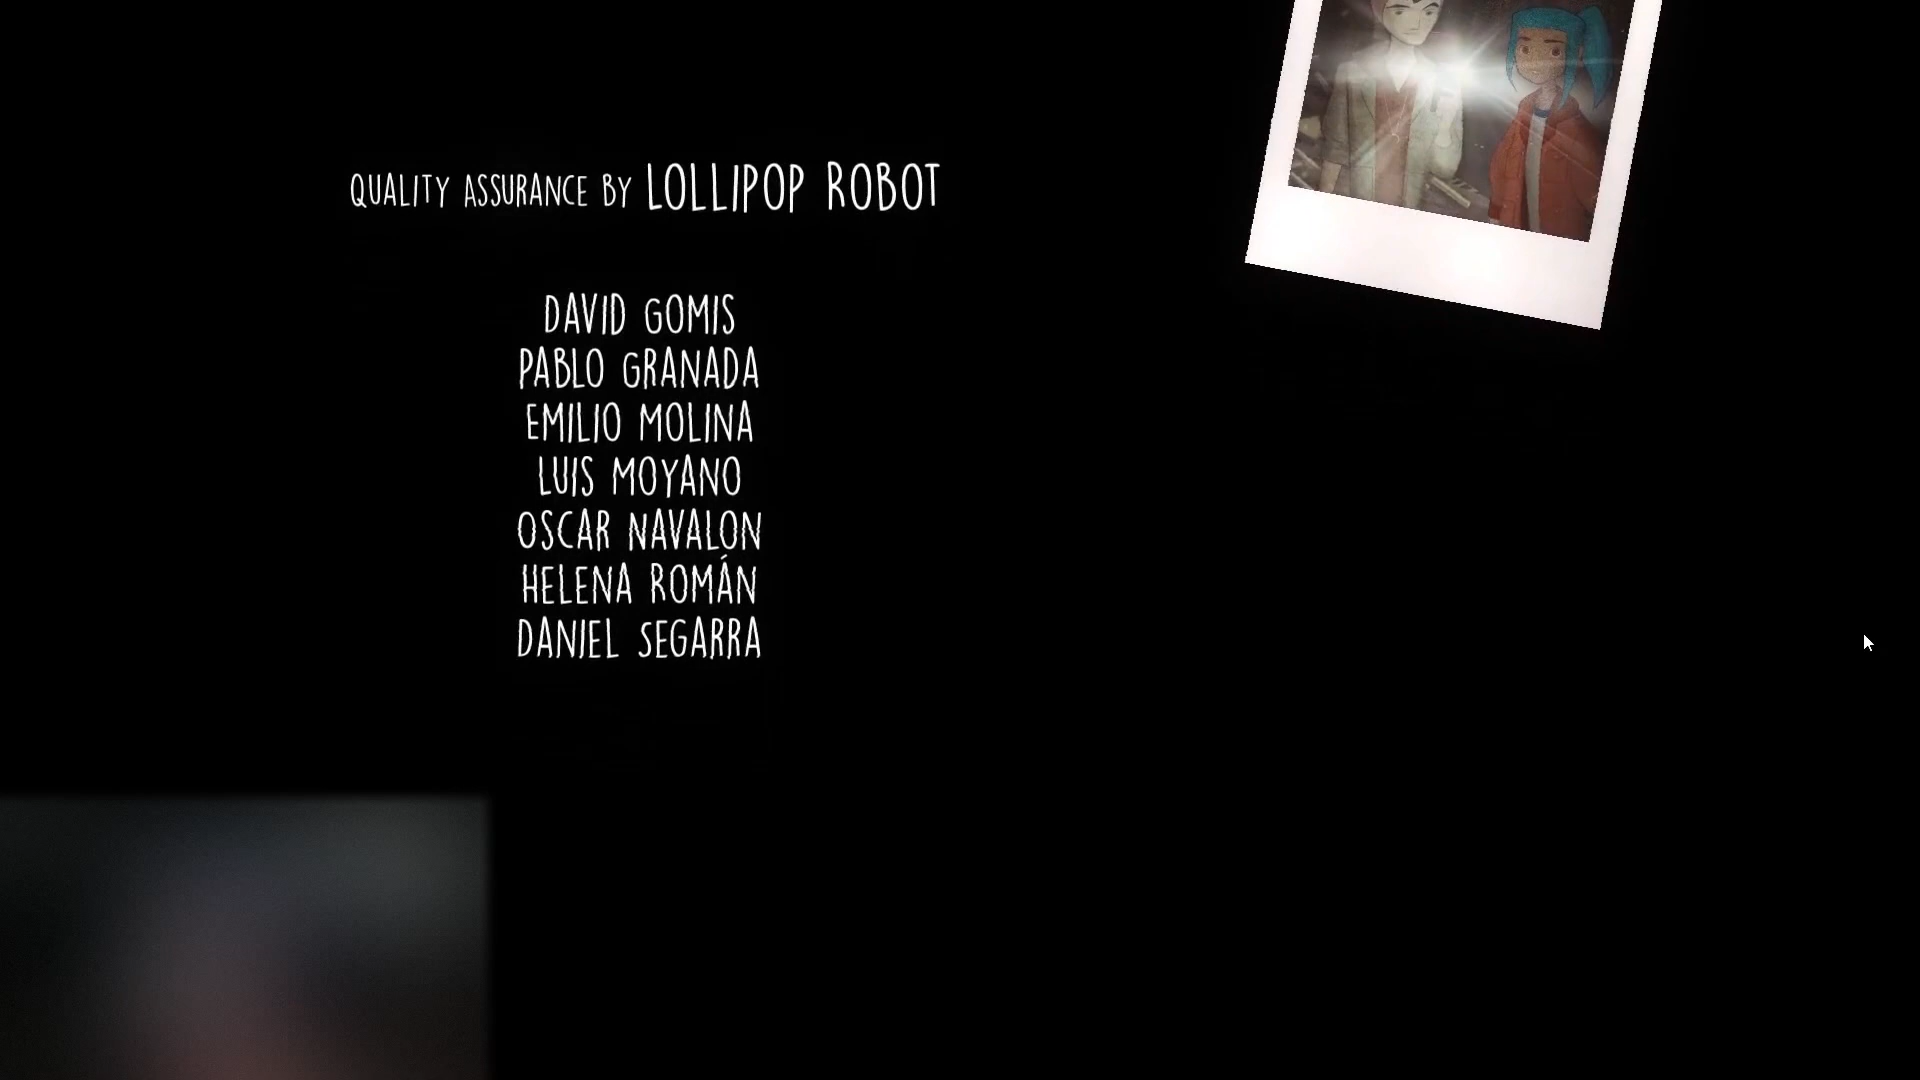 QUALITY ASSURANCE BY LOLLIPOP ROBOT
DAVID GOMIS
PABLO GRANADA
EMILIO MOLINA
LUIS MOYANO
OSCAR NAVALON
HELENA ROMÁN
DANIEL SEGARRA